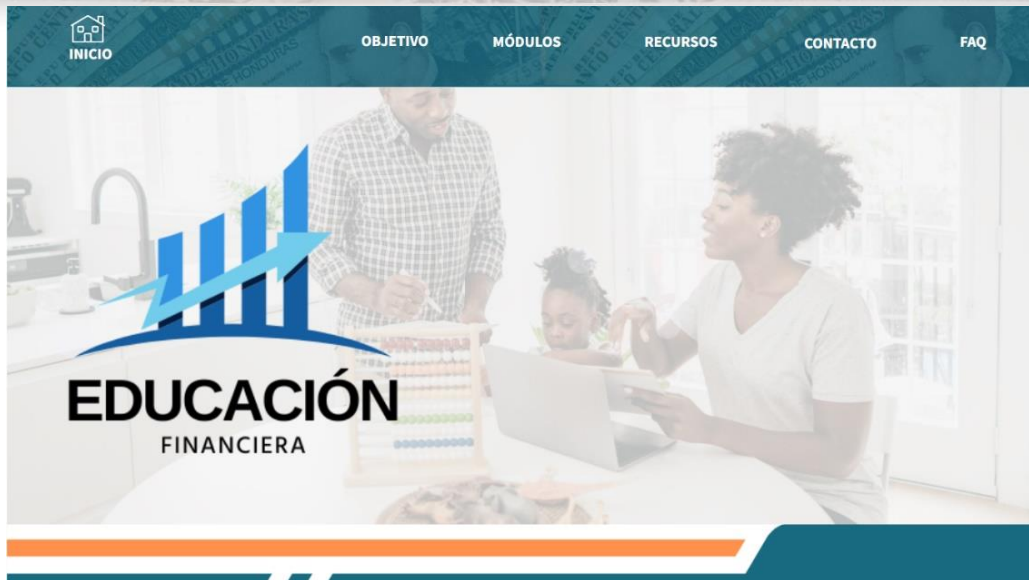 INICIO
OBJETIVO
MÓDULOS
RECURSOS
CONTACTO
FAQ
EDUCACIÓN
FINANCIERA